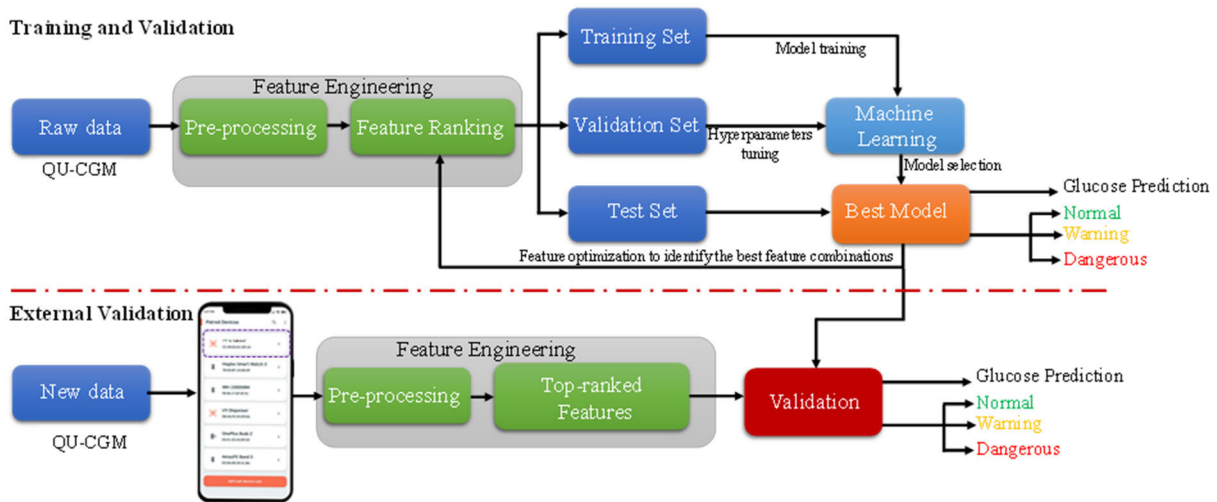 Training and Validation
Training Set
Model training
Feature Engineering
Raw data
Pre-processing
Feature Ranking
Validation Set
Hyperparameters
tuning
Machine
Learning
QU-CGM
Model selection
Test Set
Best Model
Glucose Prediction
Normal
Warning
Dangerous
Feature optimization to identify the best feature combinations
External Validation
Paired Devices
Feature Engineering
New data
Pre-processing
Top-ranked
Features
Validation
Glucose Prediction
Normal
Warning
Dangerous
QU-CGM